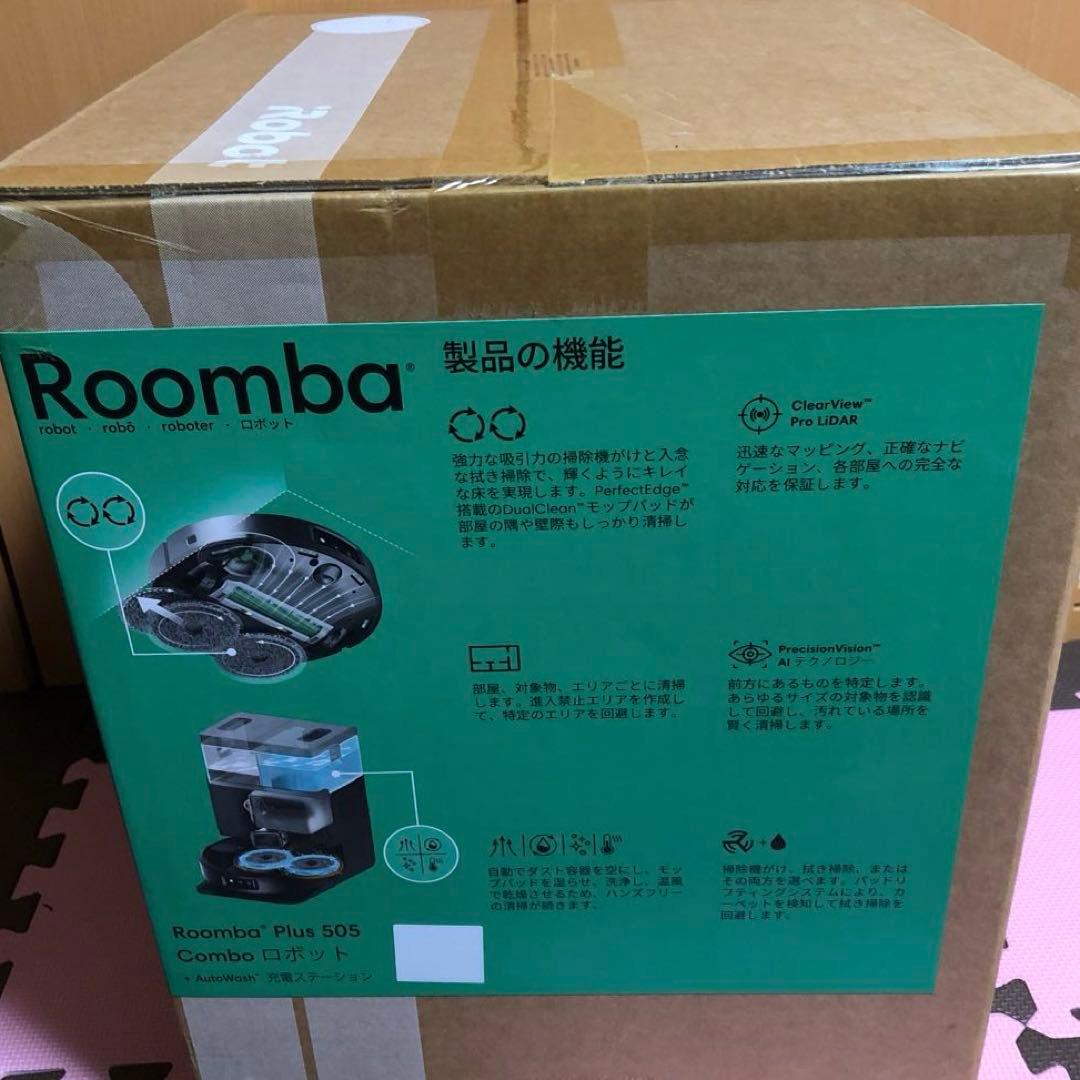 iRobot
Roomba®
robot · robō · roboter · ロボット
製品の機能
強力な吸引力の掃除機がけと入念
な拭き掃除で、輝くようにキレイ
な床を実現します。PerfectEdge™
搭載のDualClean™モップパッドが
部屋の隅や壁際もしっかり清掃し
ます。
ClearView™
Pro LiDAR
迅速なマッピング、正確なナビ
ゲーション、各部屋への完全な
対応を保証します。
部屋、対象物、エリアごとに清掃
します。進入禁止エリアを作成し
て、特定のエリアを回避します。
PrecisionVision™
AI テクノロジー
前方にあるものを特定します。
あらゆるサイズの対象物を認識
して回避し、汚れている場所を
賢く清掃します。
自動でダスト容器を空にし、モッ
プパッドを湿らせ、洗浄し、温風
で乾燥させるため、ハンズフリー
の清掃が続きます。
掃除機がけ、拭き掃除、または
その両方を選べます。パッドリ
フティングシステムにより、カ
ーペットを検知して拭き掃除を
回避します。
Roomba® Plus 505
Combo ロボット
+ AutoWash™ 充電ステーション